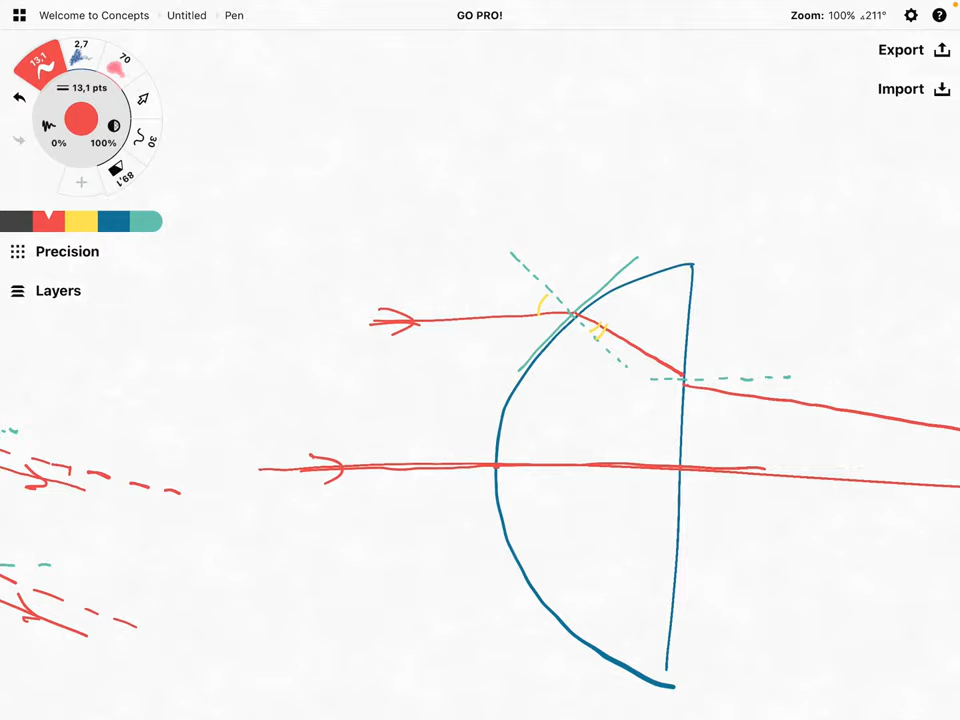 Welcome to Concepts Untitled Pen
GO PRO!
Zoom: 100% ⊿211°
Export
Import
13,1
2,7
70
13,1 pts
0%
100%
30
89,1
Precision
Layers